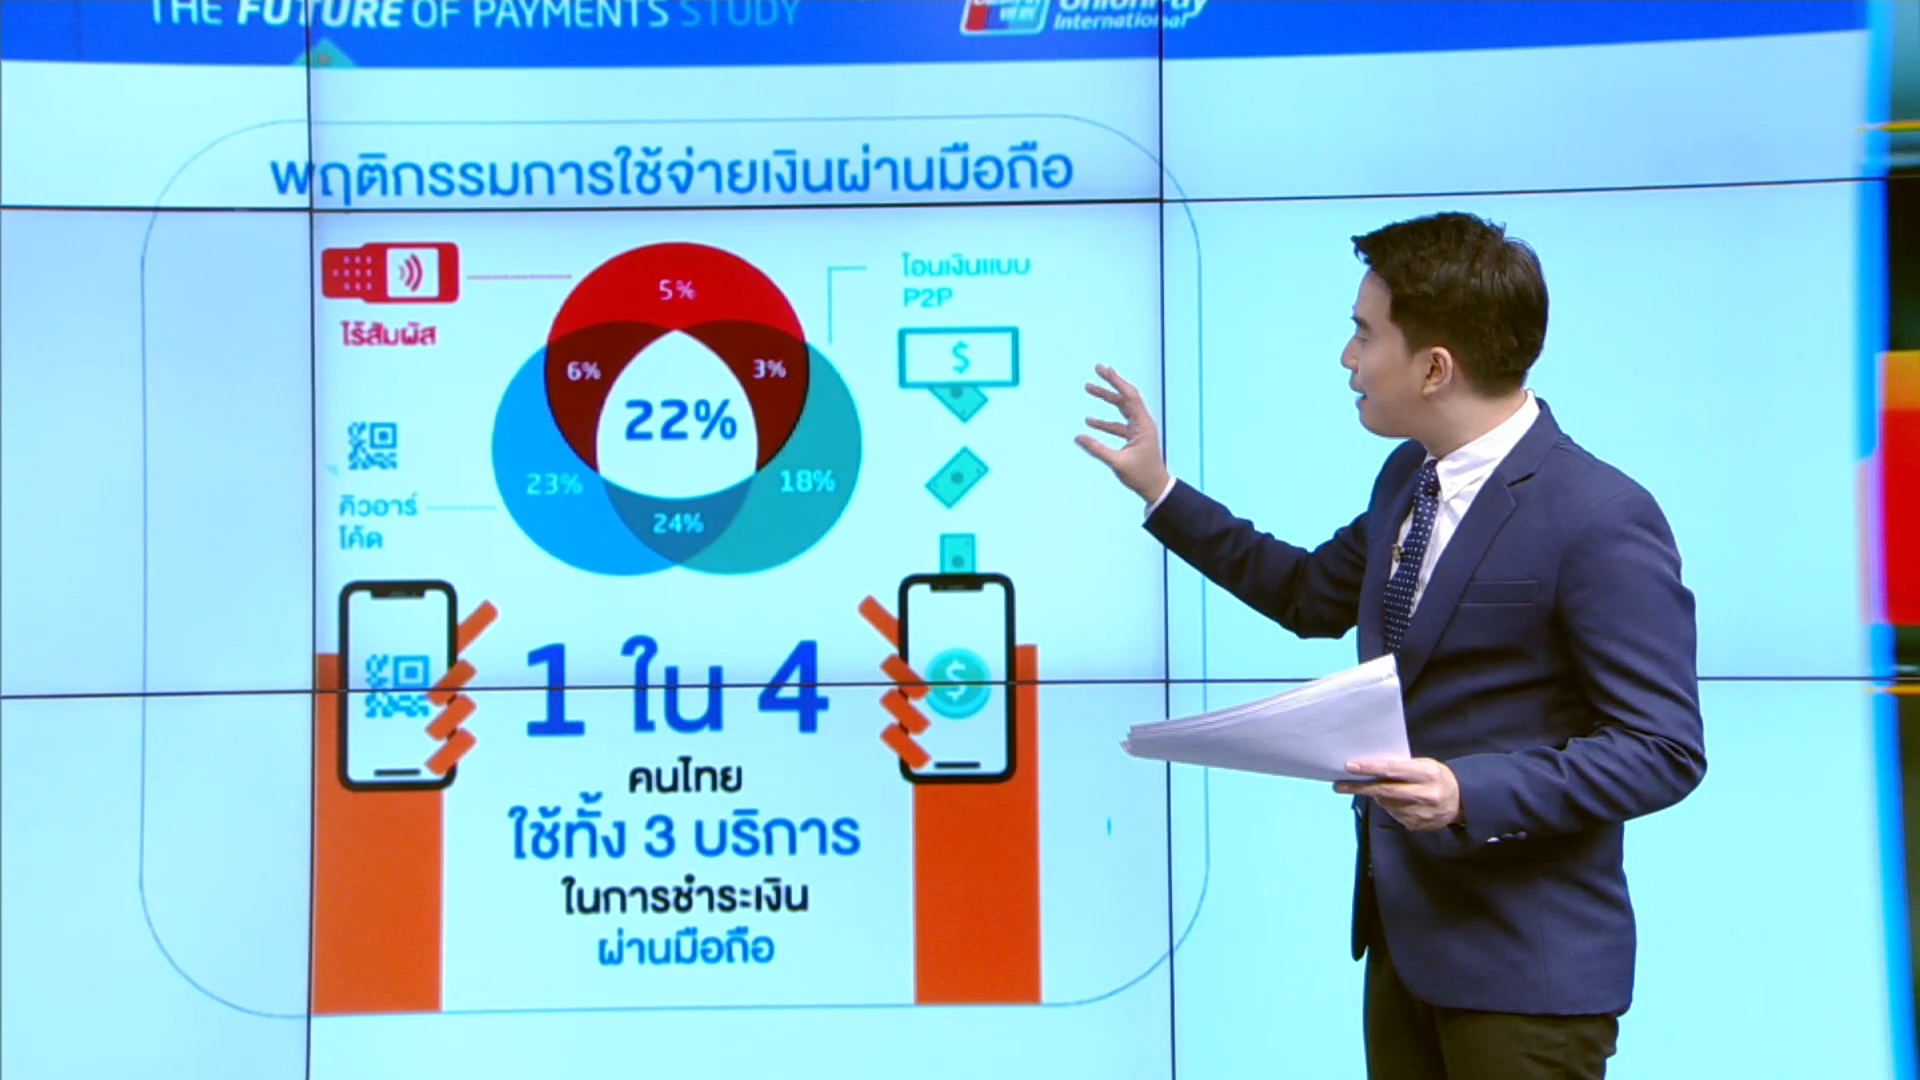 THE FUTURE OF PAYMENTS STUDY
UnionPay
International
พฤติกรรมการใช้จ่ายเงินผ่านมือถือ
ไร้สัมผัส
5%
โอนเงินแบบ
P2P
6%
3%
$
22%
คิวอาร์
โค้ด
23%
18%
24%
$
1 ใน 4
คนไทย
ใช้ทั้ง 3 บริการ
ในการชำระเงิน
ผ่านมือถือ